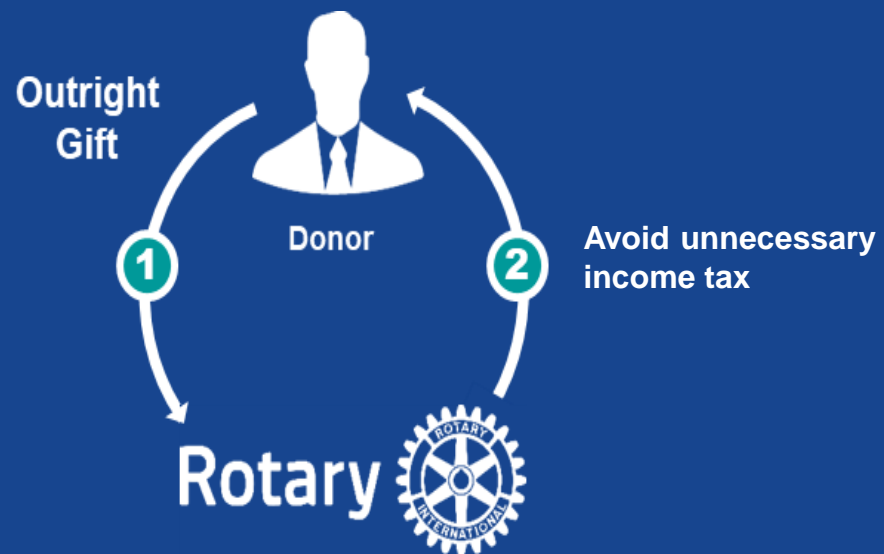 Outright
Gift
Donor
1
2
Avoid unnecessary
income tax
Rotary
ROTARY
INTERNATIONAL